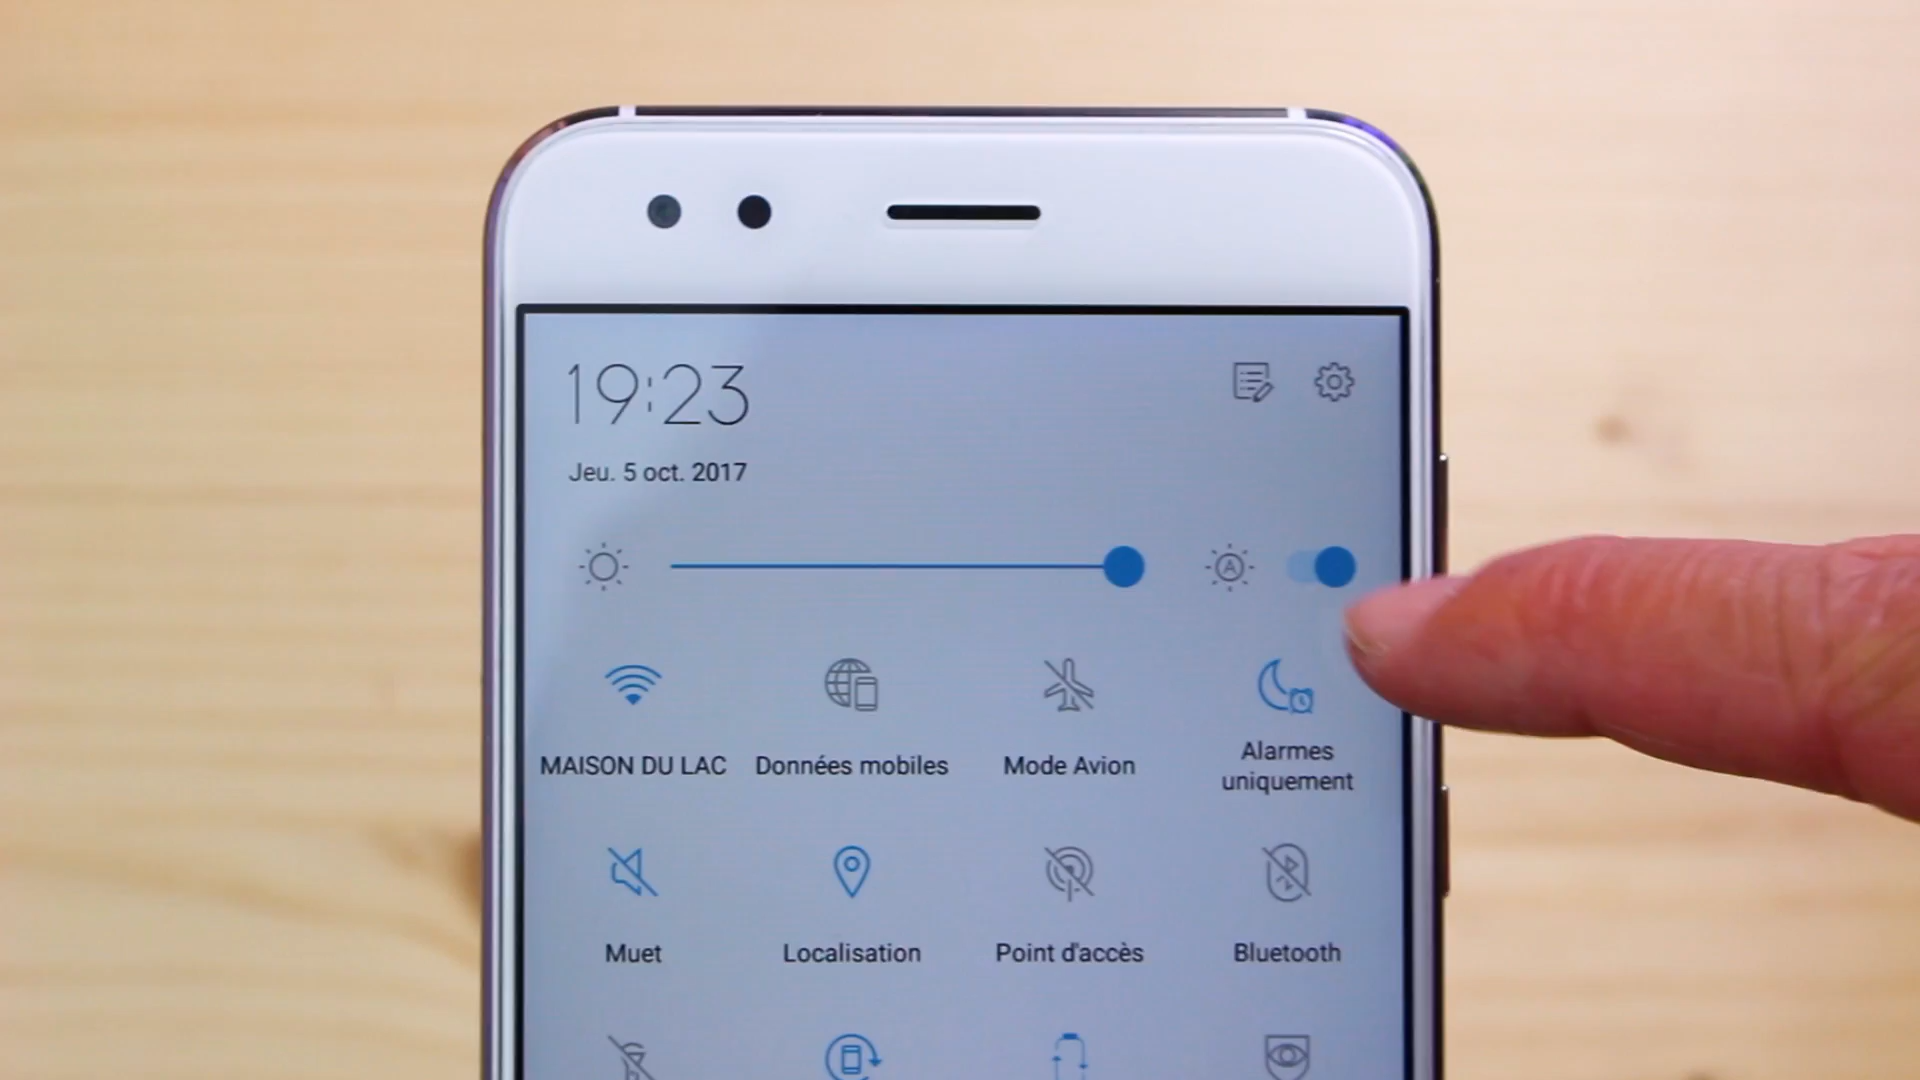 19:23
Jeu. 5 oct. 2017
A
MAISON DU LAC
Données mobiles
Mode Avion
Alarmes
uniquement
Muet
Localisation
Point d'accès
Bluetooth